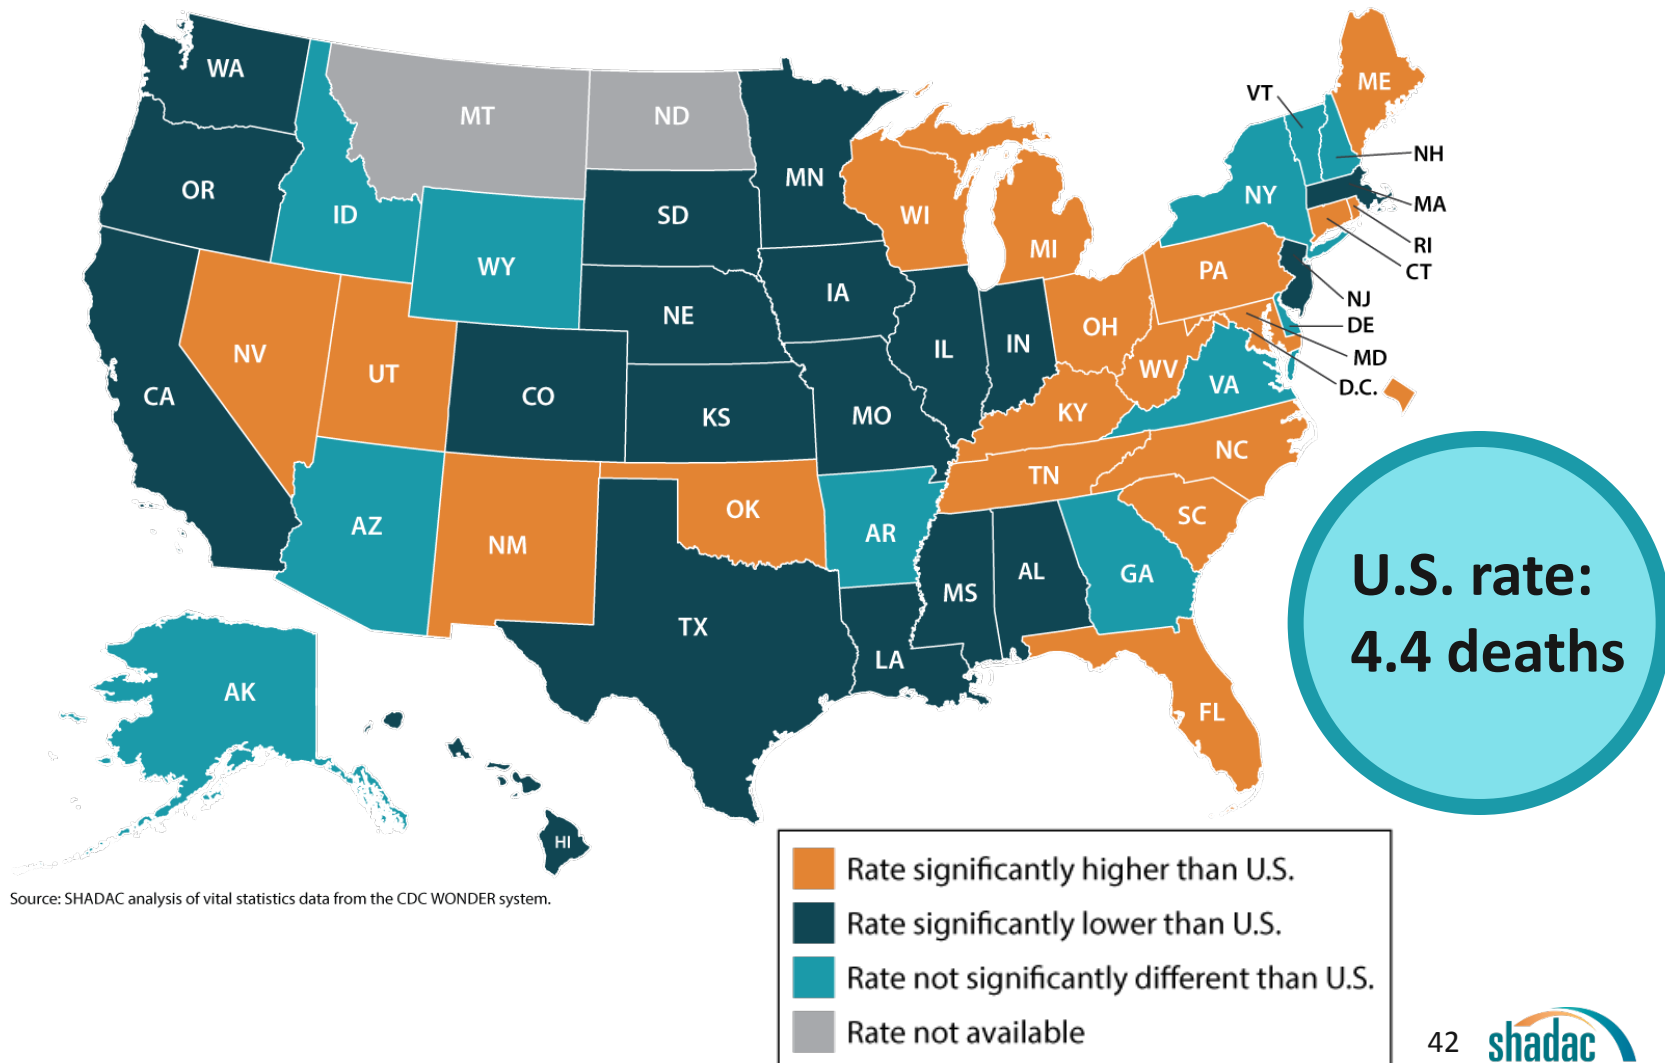 WA
MT
ND
ME
VT
OR
ID
MN
NH
SD
WI
NY
MA
WY
MI
RI
PA
CT
NE
IA
NJ
OH
DE
NV
UT
IL
IN
MD
WV
VA
D.C.
CA
CO
KS
MO
KY
NC
TN
AZ
NM
OK
AR
SC
MS
AL
GA
TX
LA
AK
FL
HI
U.S. rate:
4.4 deaths
Source: SHADAC analysis of vital statistics data from the CDC WONDER system.
Rate significantly higher than U.S.
Rate significantly lower than U.S.
Rate not significantly different than U.S.
Rate not available
42
shadac